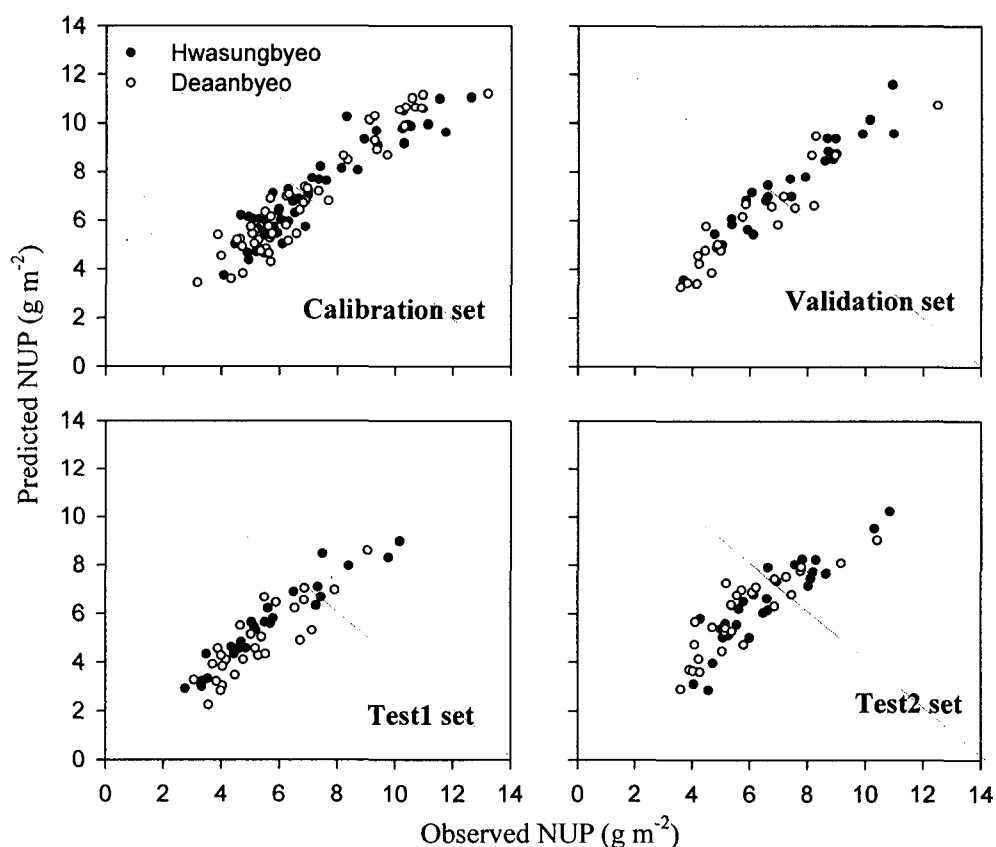 14
12
10
8
6
4
2
0
Hwasungbyeo
Deaanbyeo
Calibration set
Validation set
Predicted NUP (g m-2)
14
12
10
8
6
4
2
0
Test1 set
Test2 set
0 2 4 6 8 10 12 14
0 2 4 6 8 10 12 14
Observed NUP (g m-2)